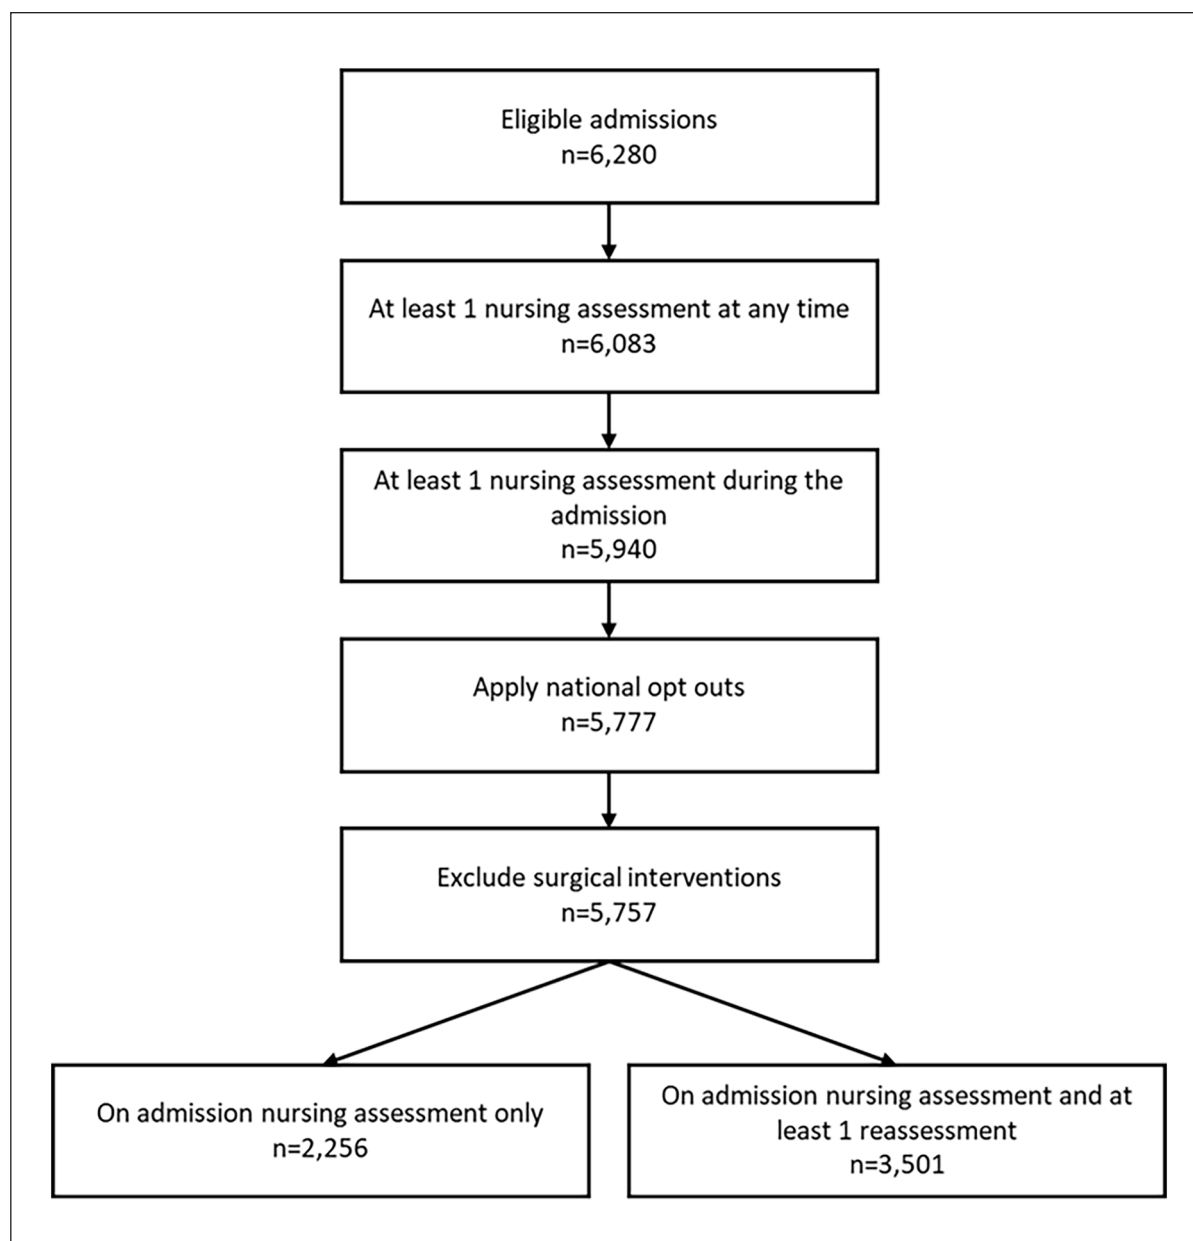 Eligible admissions
n=6,280
At least 1 nursing assessment at any time
n=6,083
At least 1 nursing assessment during the
admission
n=5,940
Apply national opt outs
n=5,777
Exclude surgical interventions
n=5,757
On admission nursing assessment only
n=2,256
On admission nursing assessment and at
least 1 reassessment
n=3,501